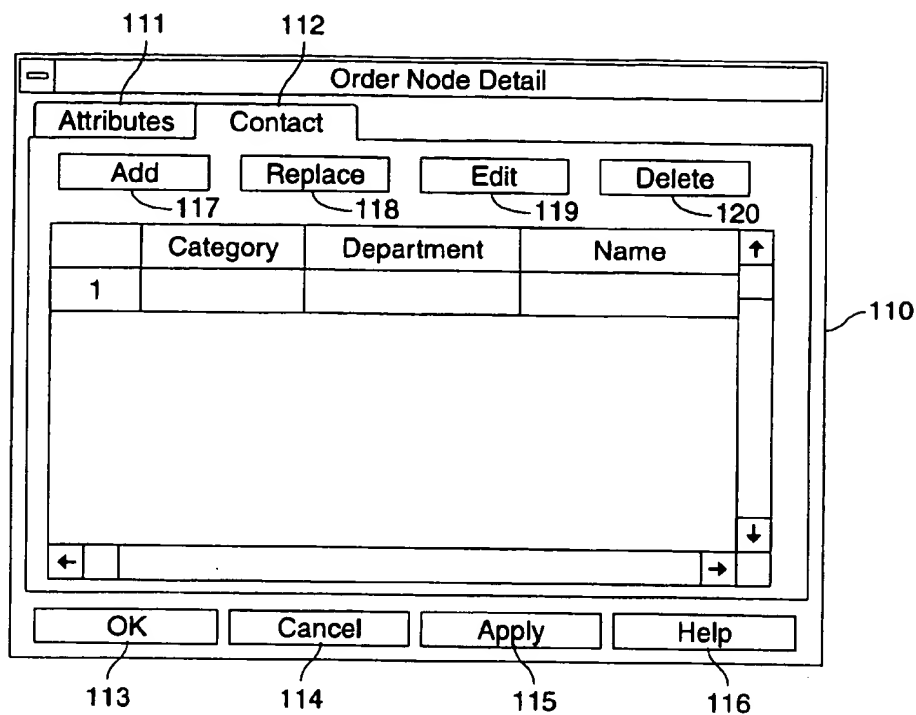 111 112
Order Node Detail
Attributes Contact
Add Replace Edit Delete
117 118 119 120
Category Department Name
1
110
OK Cancel Apply Help
113 114 115 116